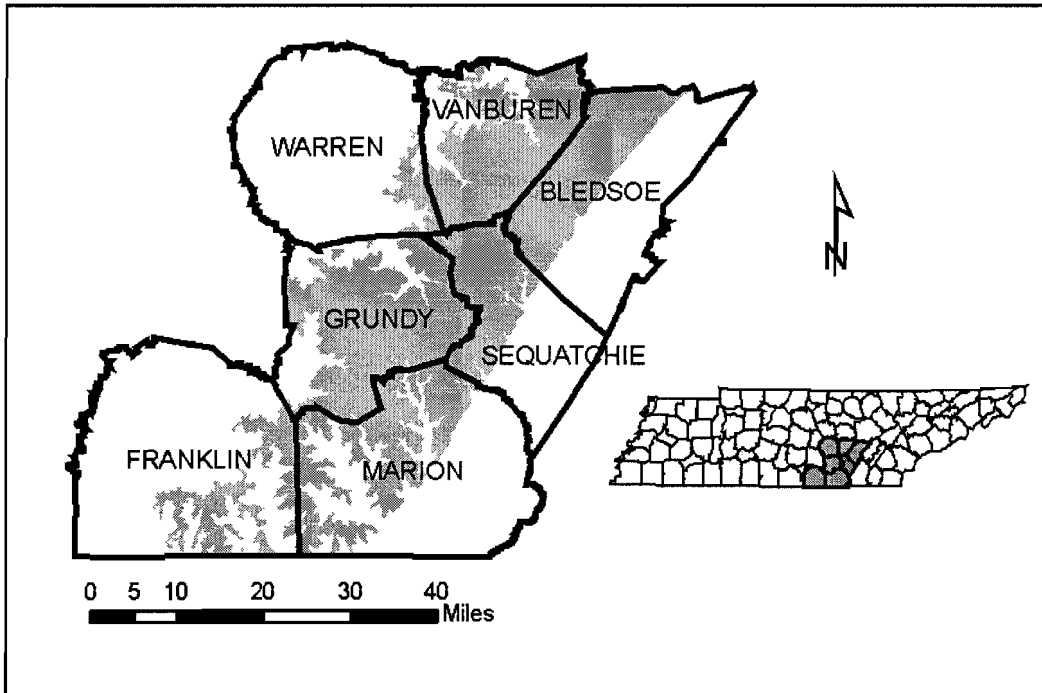 VANBUREN
WARREN
BLEDSOE
N
GRUNDY
SEQUATCHIE
FRANKLIN
MARION
0 5 10 20 30 40
Miles